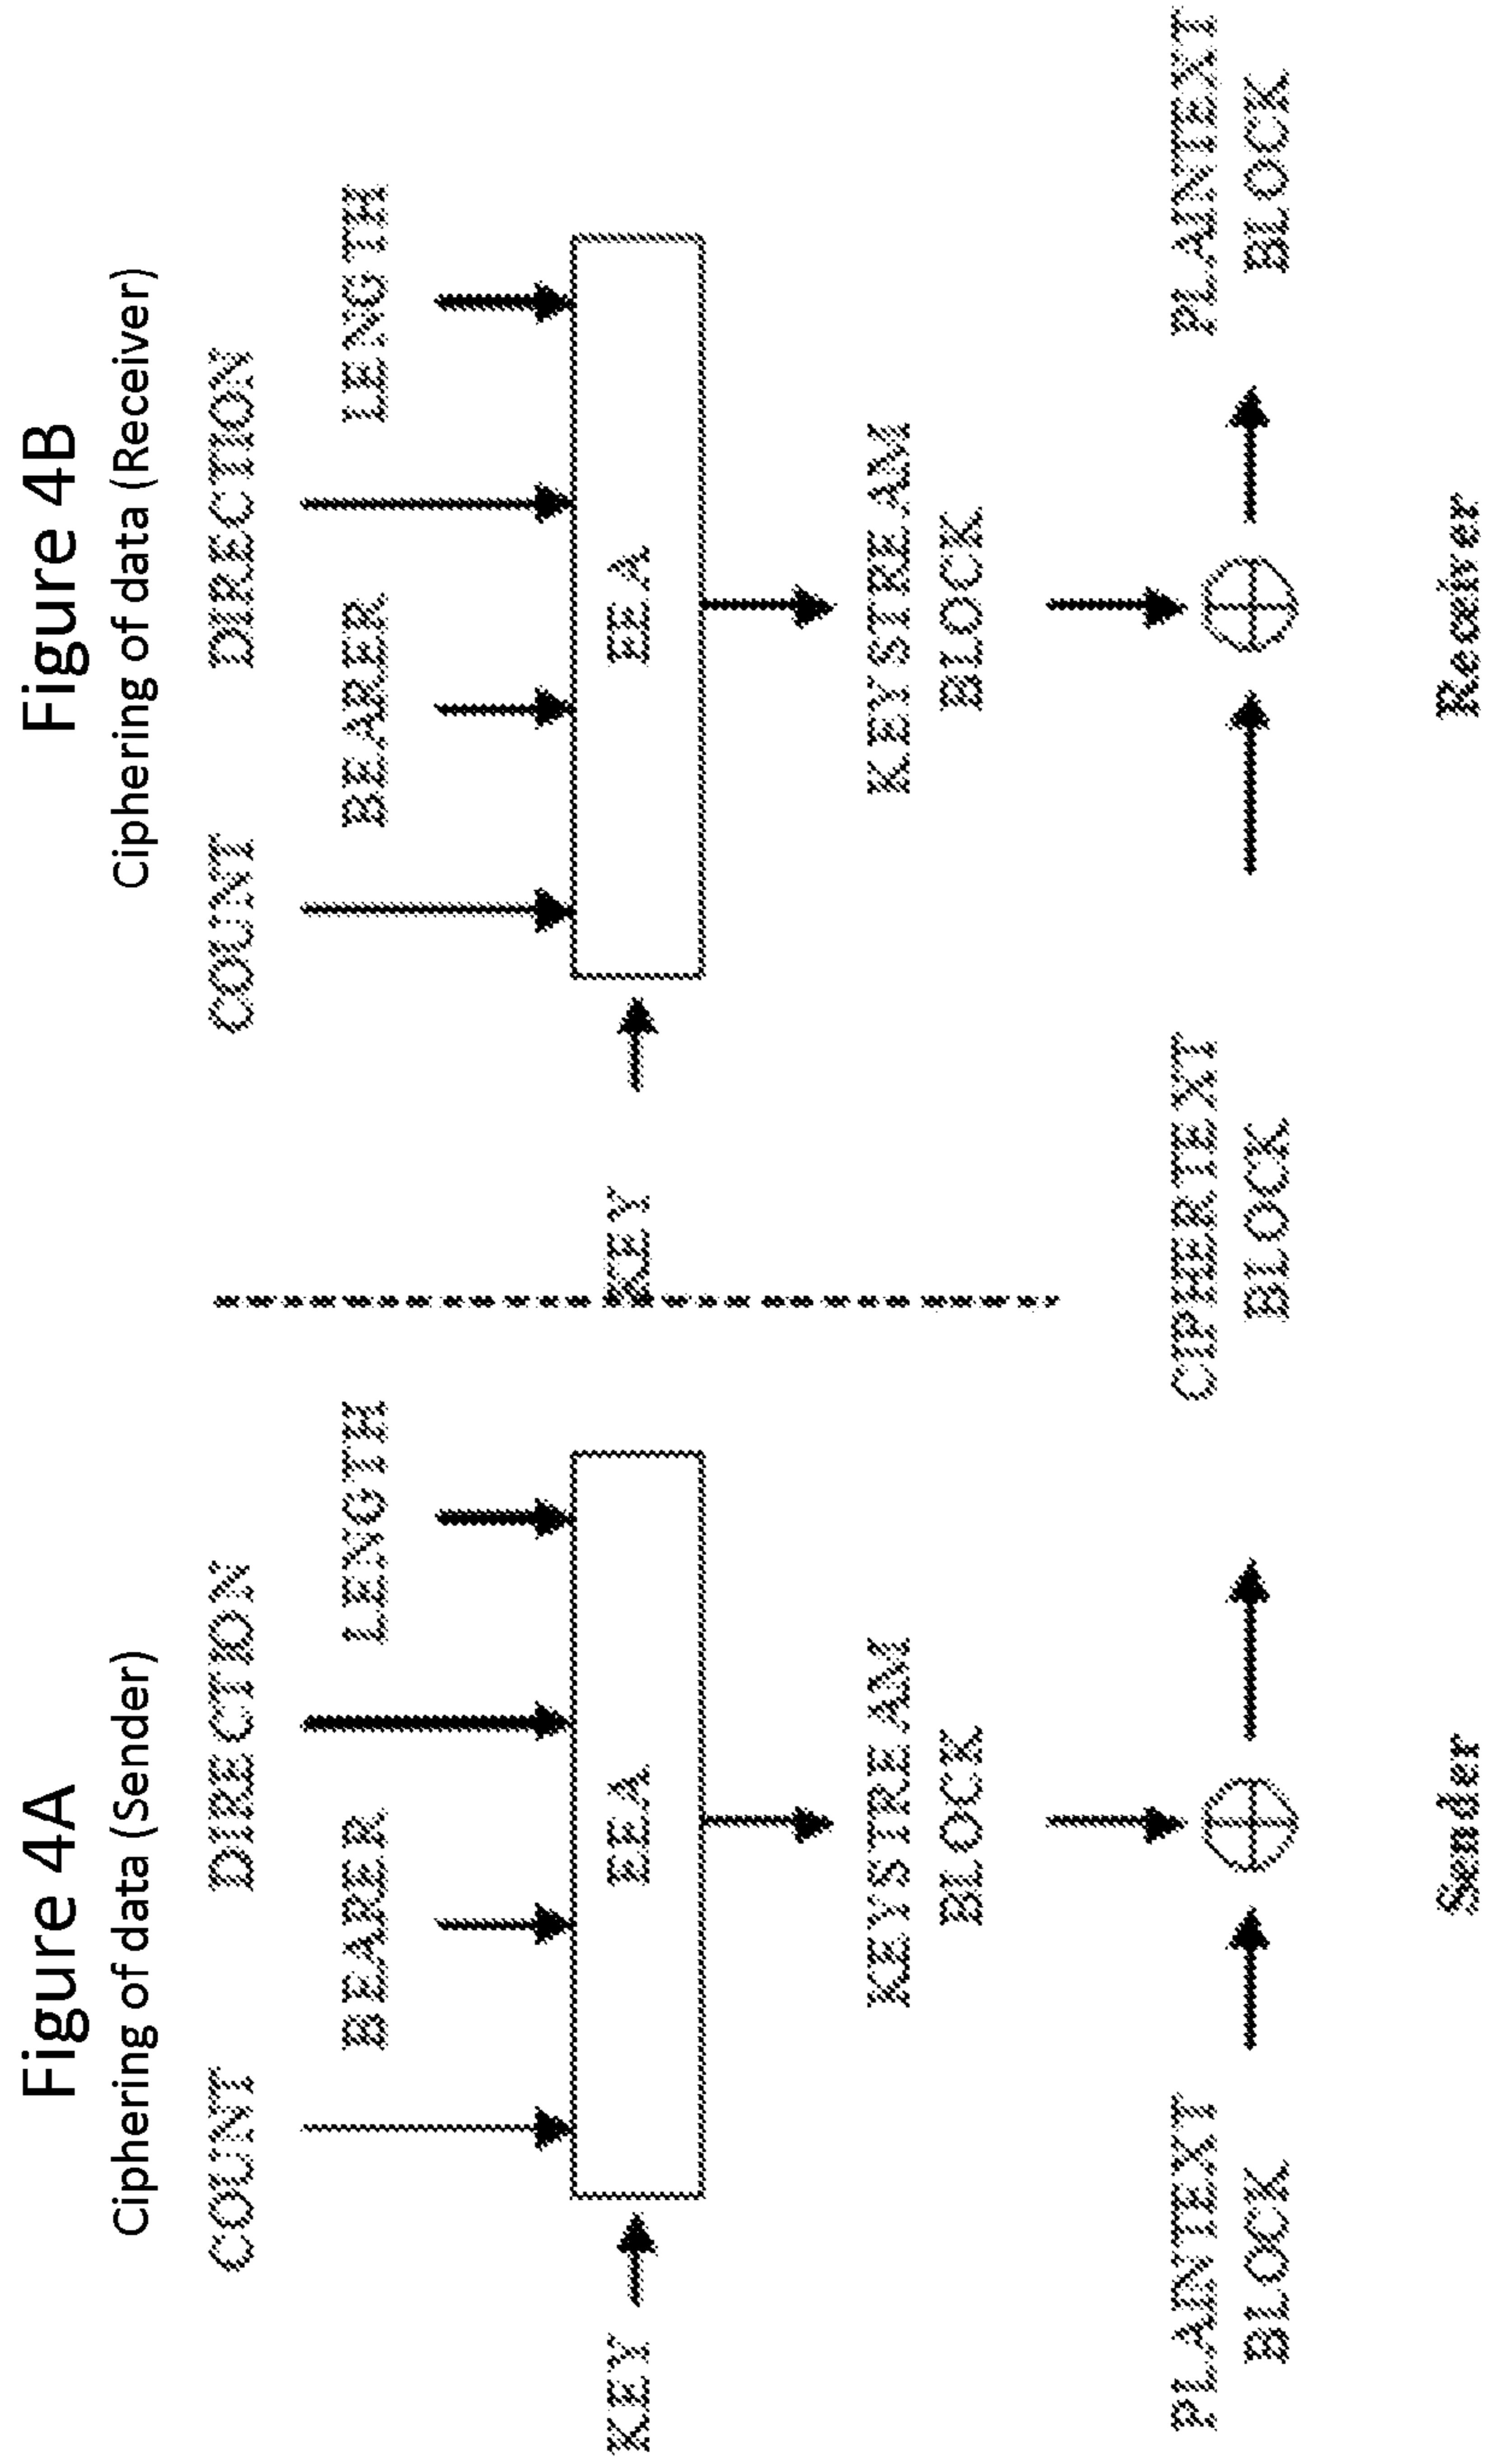 Figure 4A
Ciphering of data (Sender)
COUNT
DIRECTION
BEARER
LENGTH
KEY
EEA
KEYSTREAM
BLOCK
PLAINTEXT
BLOCK
CIPHERTEXT
BLOCK
Sender
Figure 4B
Ciphering of data (Receiver)
COUNT
DIRECTION
BEARER
LENGTH
KEY
EEA
KEYSTREAM
BLOCK
PLAINTEXT
BLOCK
Receiver